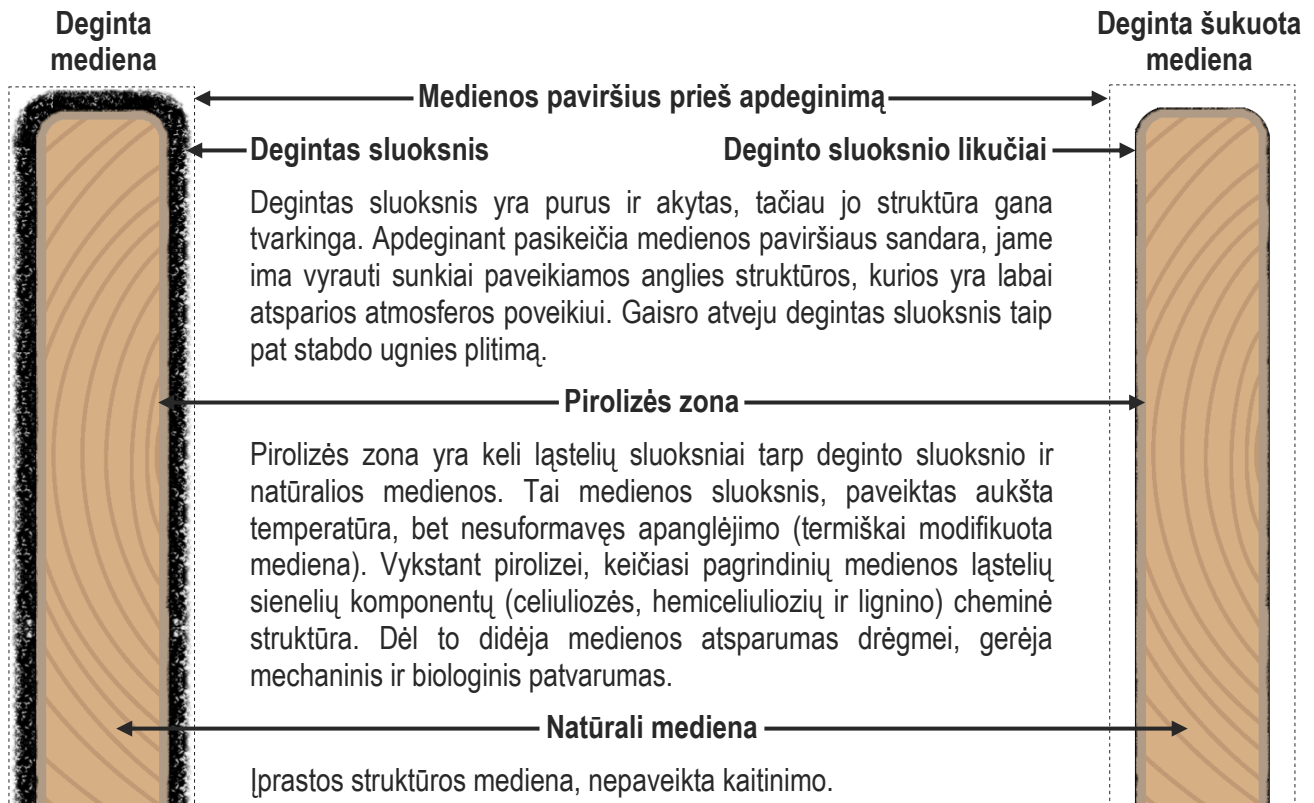 Deginta
mediena
Deginta šukuota
mediena
Medienos paviršius prieš apdeginimą
Degintas sluoksnis
Deginto sluoksnio likučiai
Degintas sluoksnis yra purus ir akytas, tačiau jo struktūra gana
tvarkinga. Apdeginant pasikeičia medienos paviršiaus sandara, jame
ima vyrauti sunkiai paveikiamos anglies struktūros, kurios yra labai
atsparios atmosferos poveikiui. Gaisro atveju degintas sluoksnis taip
pat stabdo ugnies plitimą.
Pirolizės zona
Pirolizės zona yra keli ląstelių sluoksniai tarp deginto sluoksnio ir
natūralios medienos. Tai medienos sluoksnis, paveiktas aukšta
temperatūra, bet nesuformavęs apanglėjimo (termiškai modifikuota
mediena). Vykstant pirolizei, keičiasi pagrindinių medienos ląstelių
sienelių komponentų (celiuliozės, hemiceliuliozių ir lignino) cheminė
struktūra. Dėl to didėja medienos atsparumas drėgmei, gerėja
mechaninis ir biologinis patvarumas.
Natūrali mediena
Įprastos struktūros mediena, nepaveikta kaitinimo.